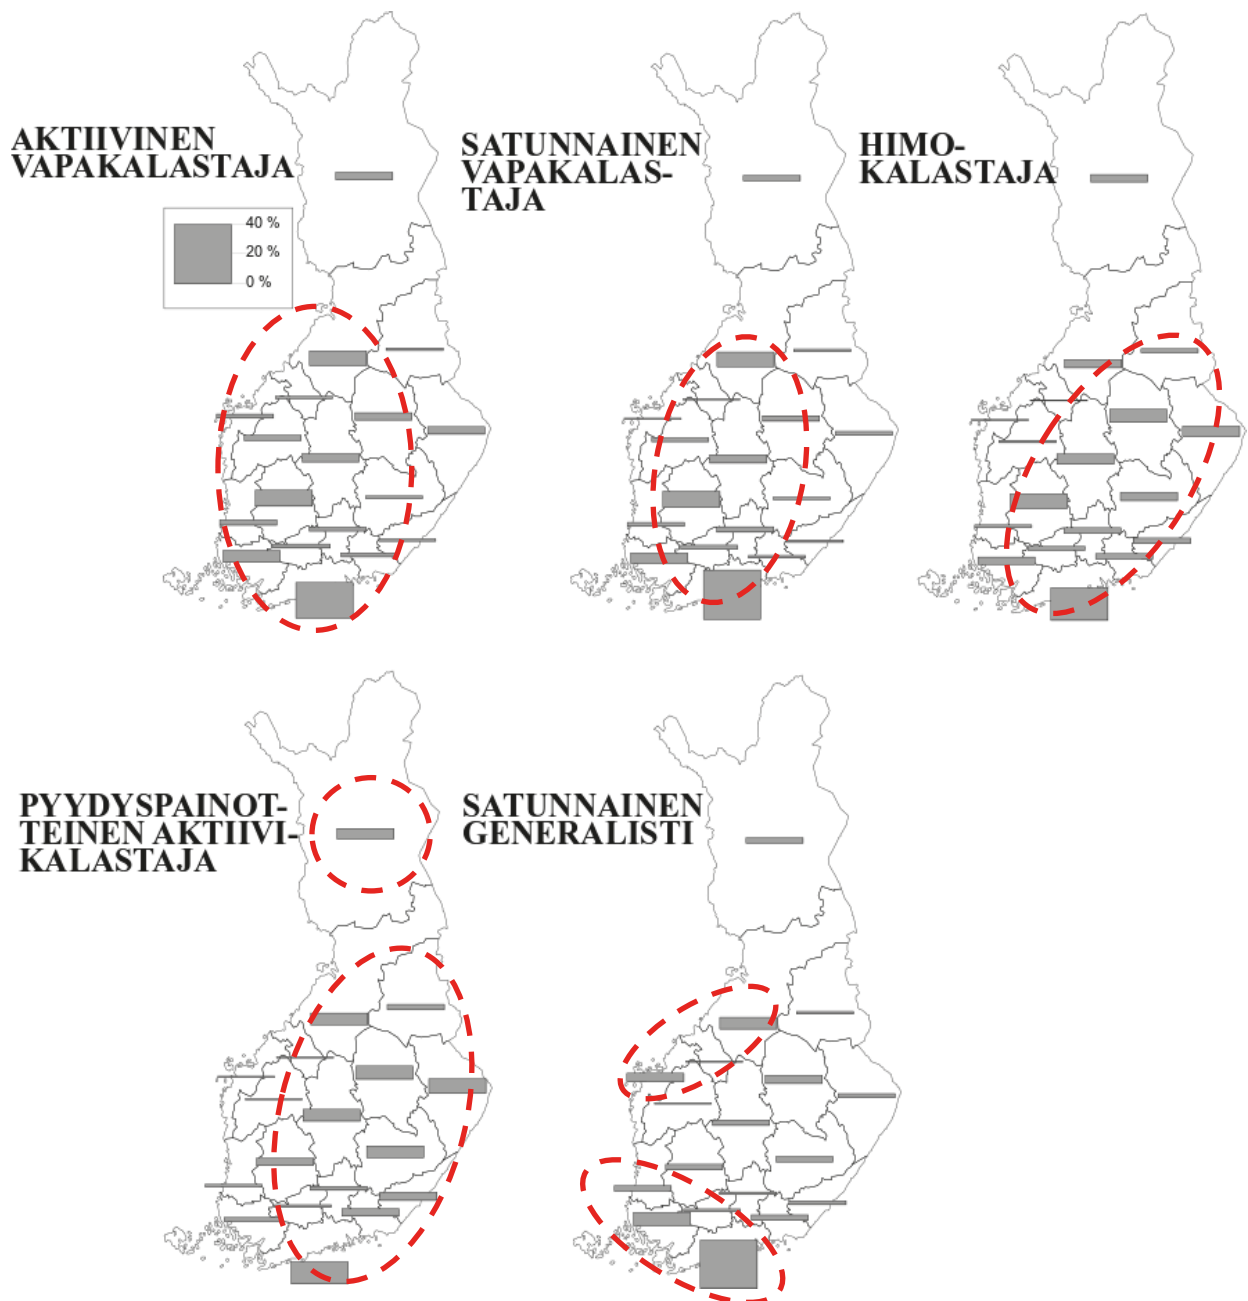 AKTIIVINEN
VAPAKALASTAJA
SATUNNAINEN
VAPAKALAS-
TAJA
HIMO-
KALASTAJA
40 %
20 %
0 %
PYYDYSPAINOT-
TEINEN AKTIIVI-
KALASTAJA
SATUNNAINEN
GENERALISTI